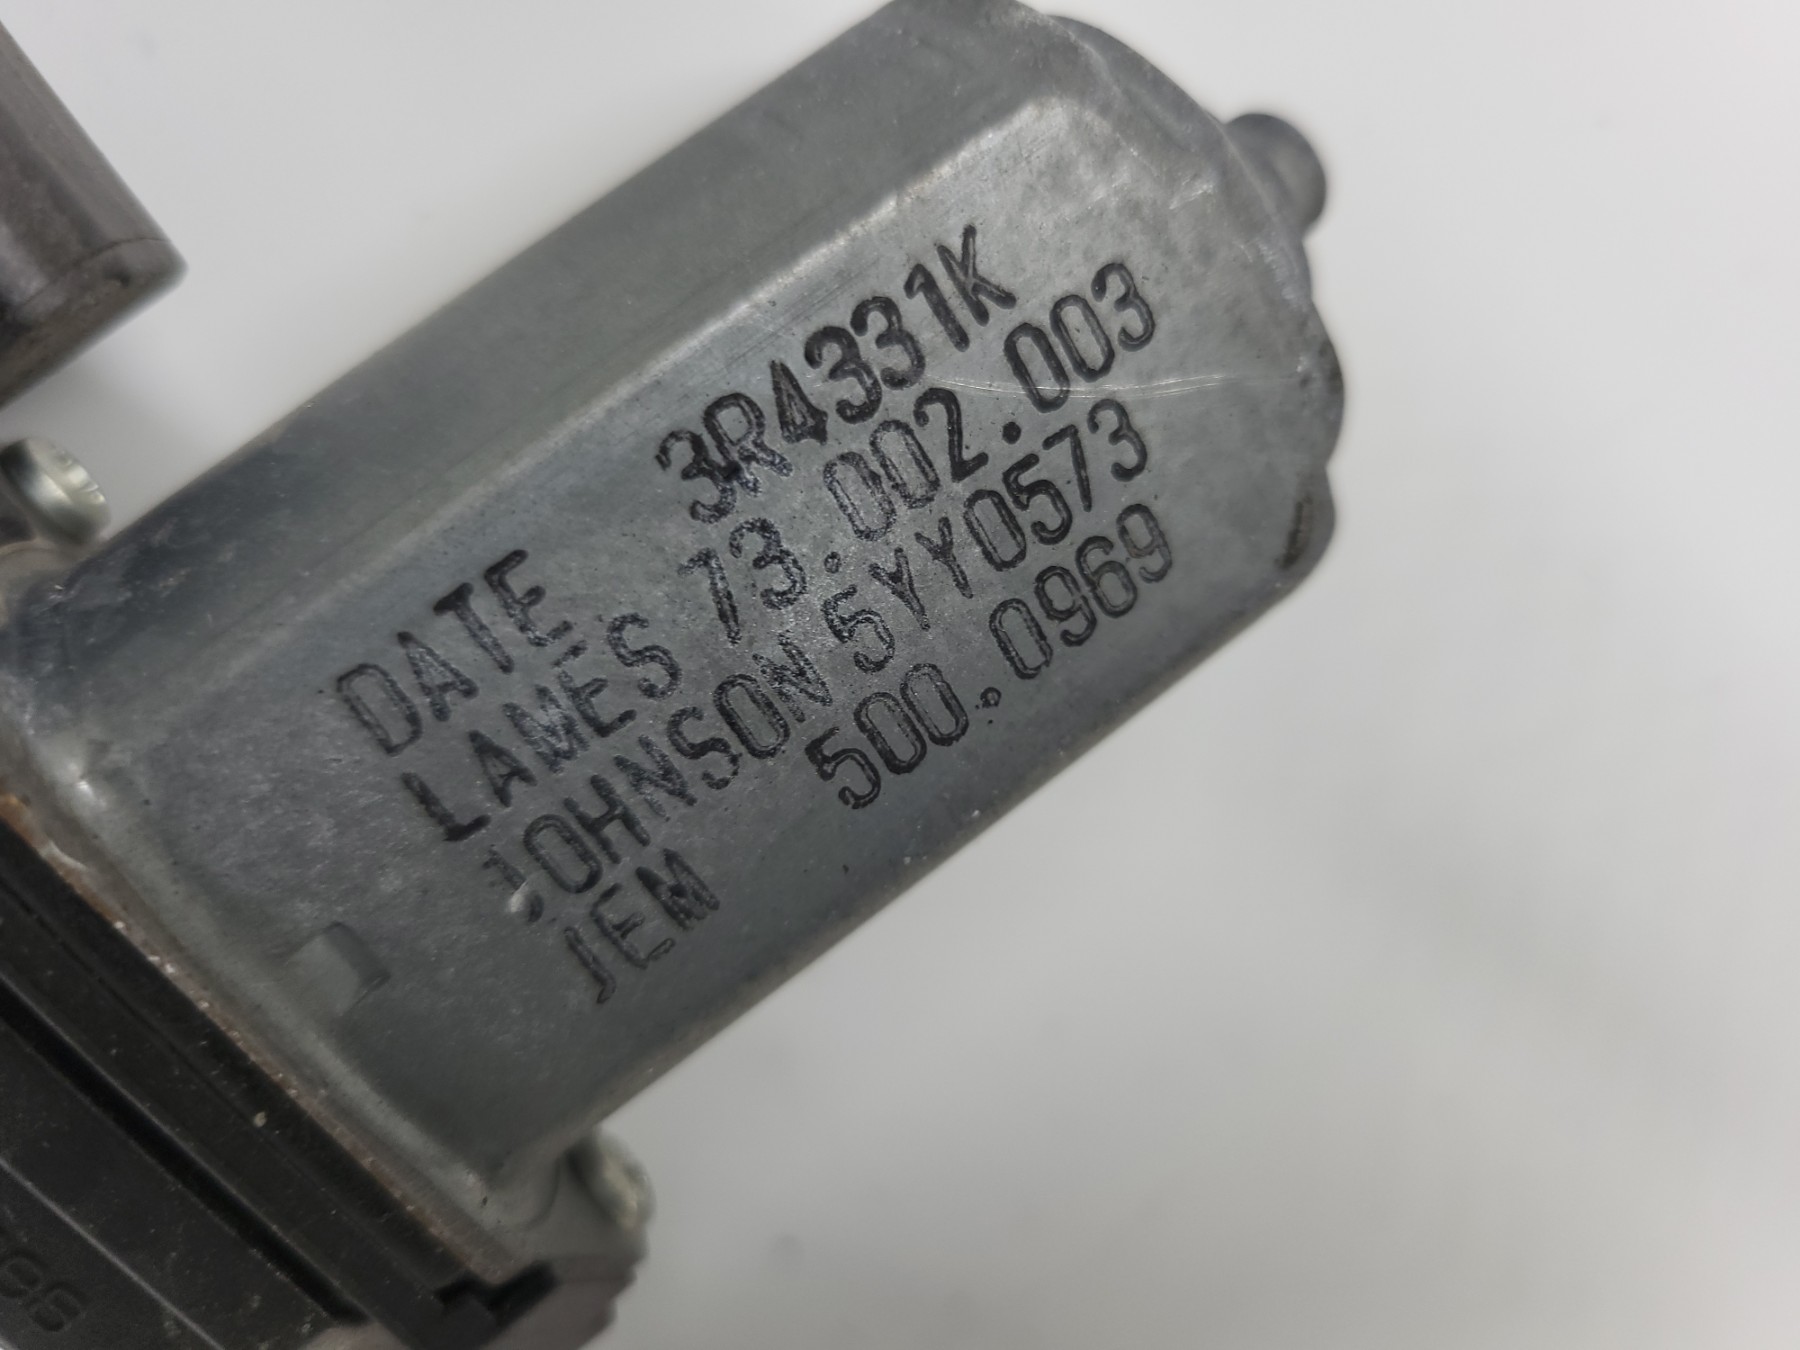 DATE 3R4331K
LAMES 73.002.003
JOHNSON 5YY0573
JEM 500.0969